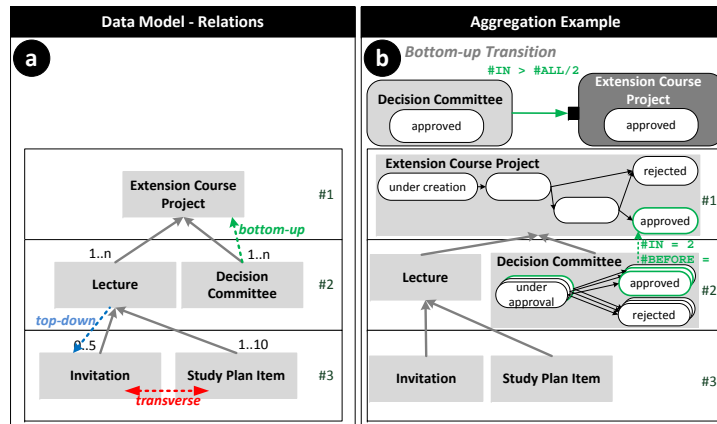 Data Model - Relations
a
Extension Course
Project
#1
bottom-up
1..n
1..n
Lecture
Decision
Committee
#2
top-down
0..5
1..10
Invitation
Study Plan Item
#3
transverse
Aggregation Example
b
Bottom-up Transition
#IN > #ALL/2
Decision Committee
approved
Extension Course
Project
approved
Extension Course Project
under creation
rejected
approved
#1
#IN = 2
#BEFORE =
Lecture
Decision Committee
under
approval
approved
rejected
#2
Invitation
Study Plan Item
#3